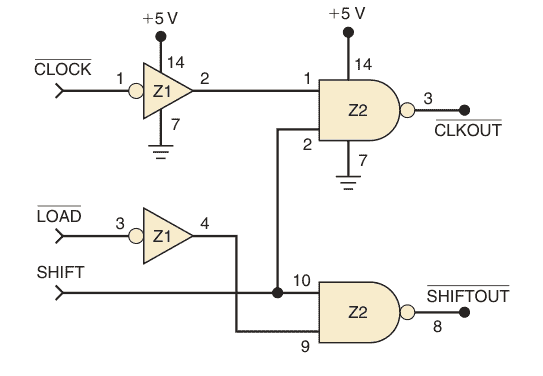 +5 V
+5 V
CLOCK
1
14
Z1
2
7
1
14
Z2
2
3
7
CLKOUT
LOAD
3
Z1
4
SHIFT
10
Z2
9
SHIFTOUT
8